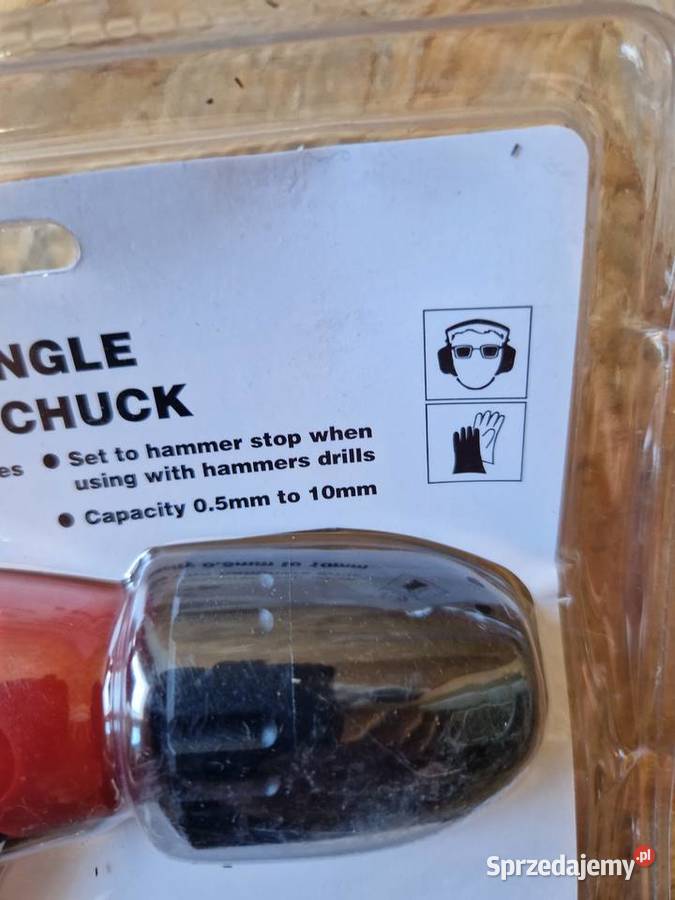 NGLE
CHUCK
es
● Set to hammer stop when
using with hammers drills
● Capacity 0.5mm to 10mm
Sprzedajemy.pl